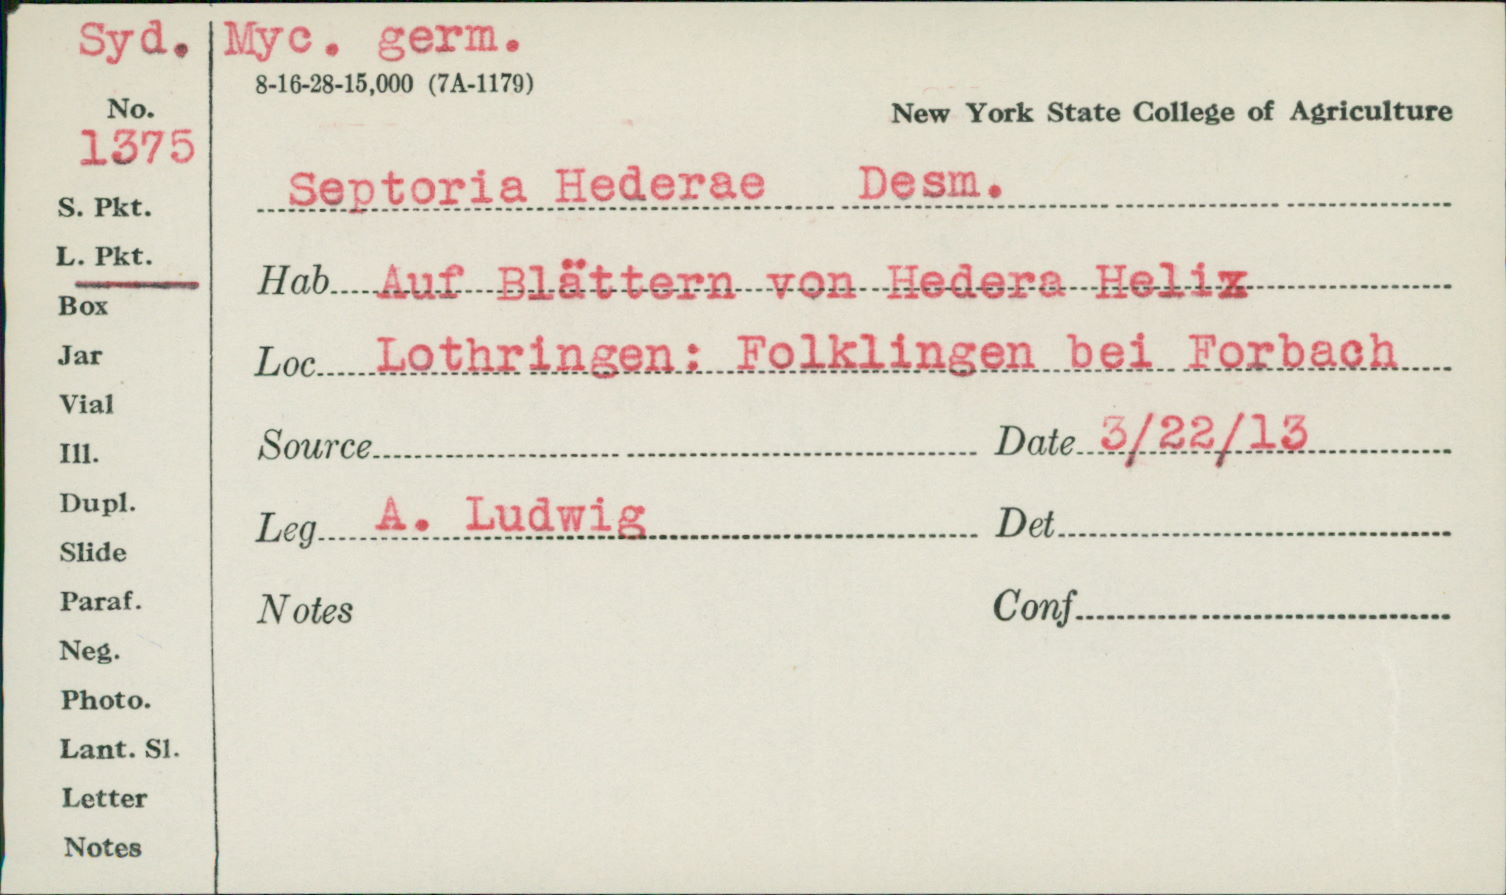 Syd. Myc. germ.
8-16-28-15,000 (7A-1179)
No.
1375
New York State College of Agriculture
Septoria Hederae Desm.
S. Pkt.
L. Pkt.
Hab Auf Blättern von Hedera Helix
Box
Jar
Loc Lothringen: Folklingen bei Forbach
Vial
Ill.
Source Date 3/22/13
Dupl.
Leg A. Ludwig Det
Slide
Paraf.
Notes Conf
Neg.
Photo.
Lant. Sl.
Letter
Notes